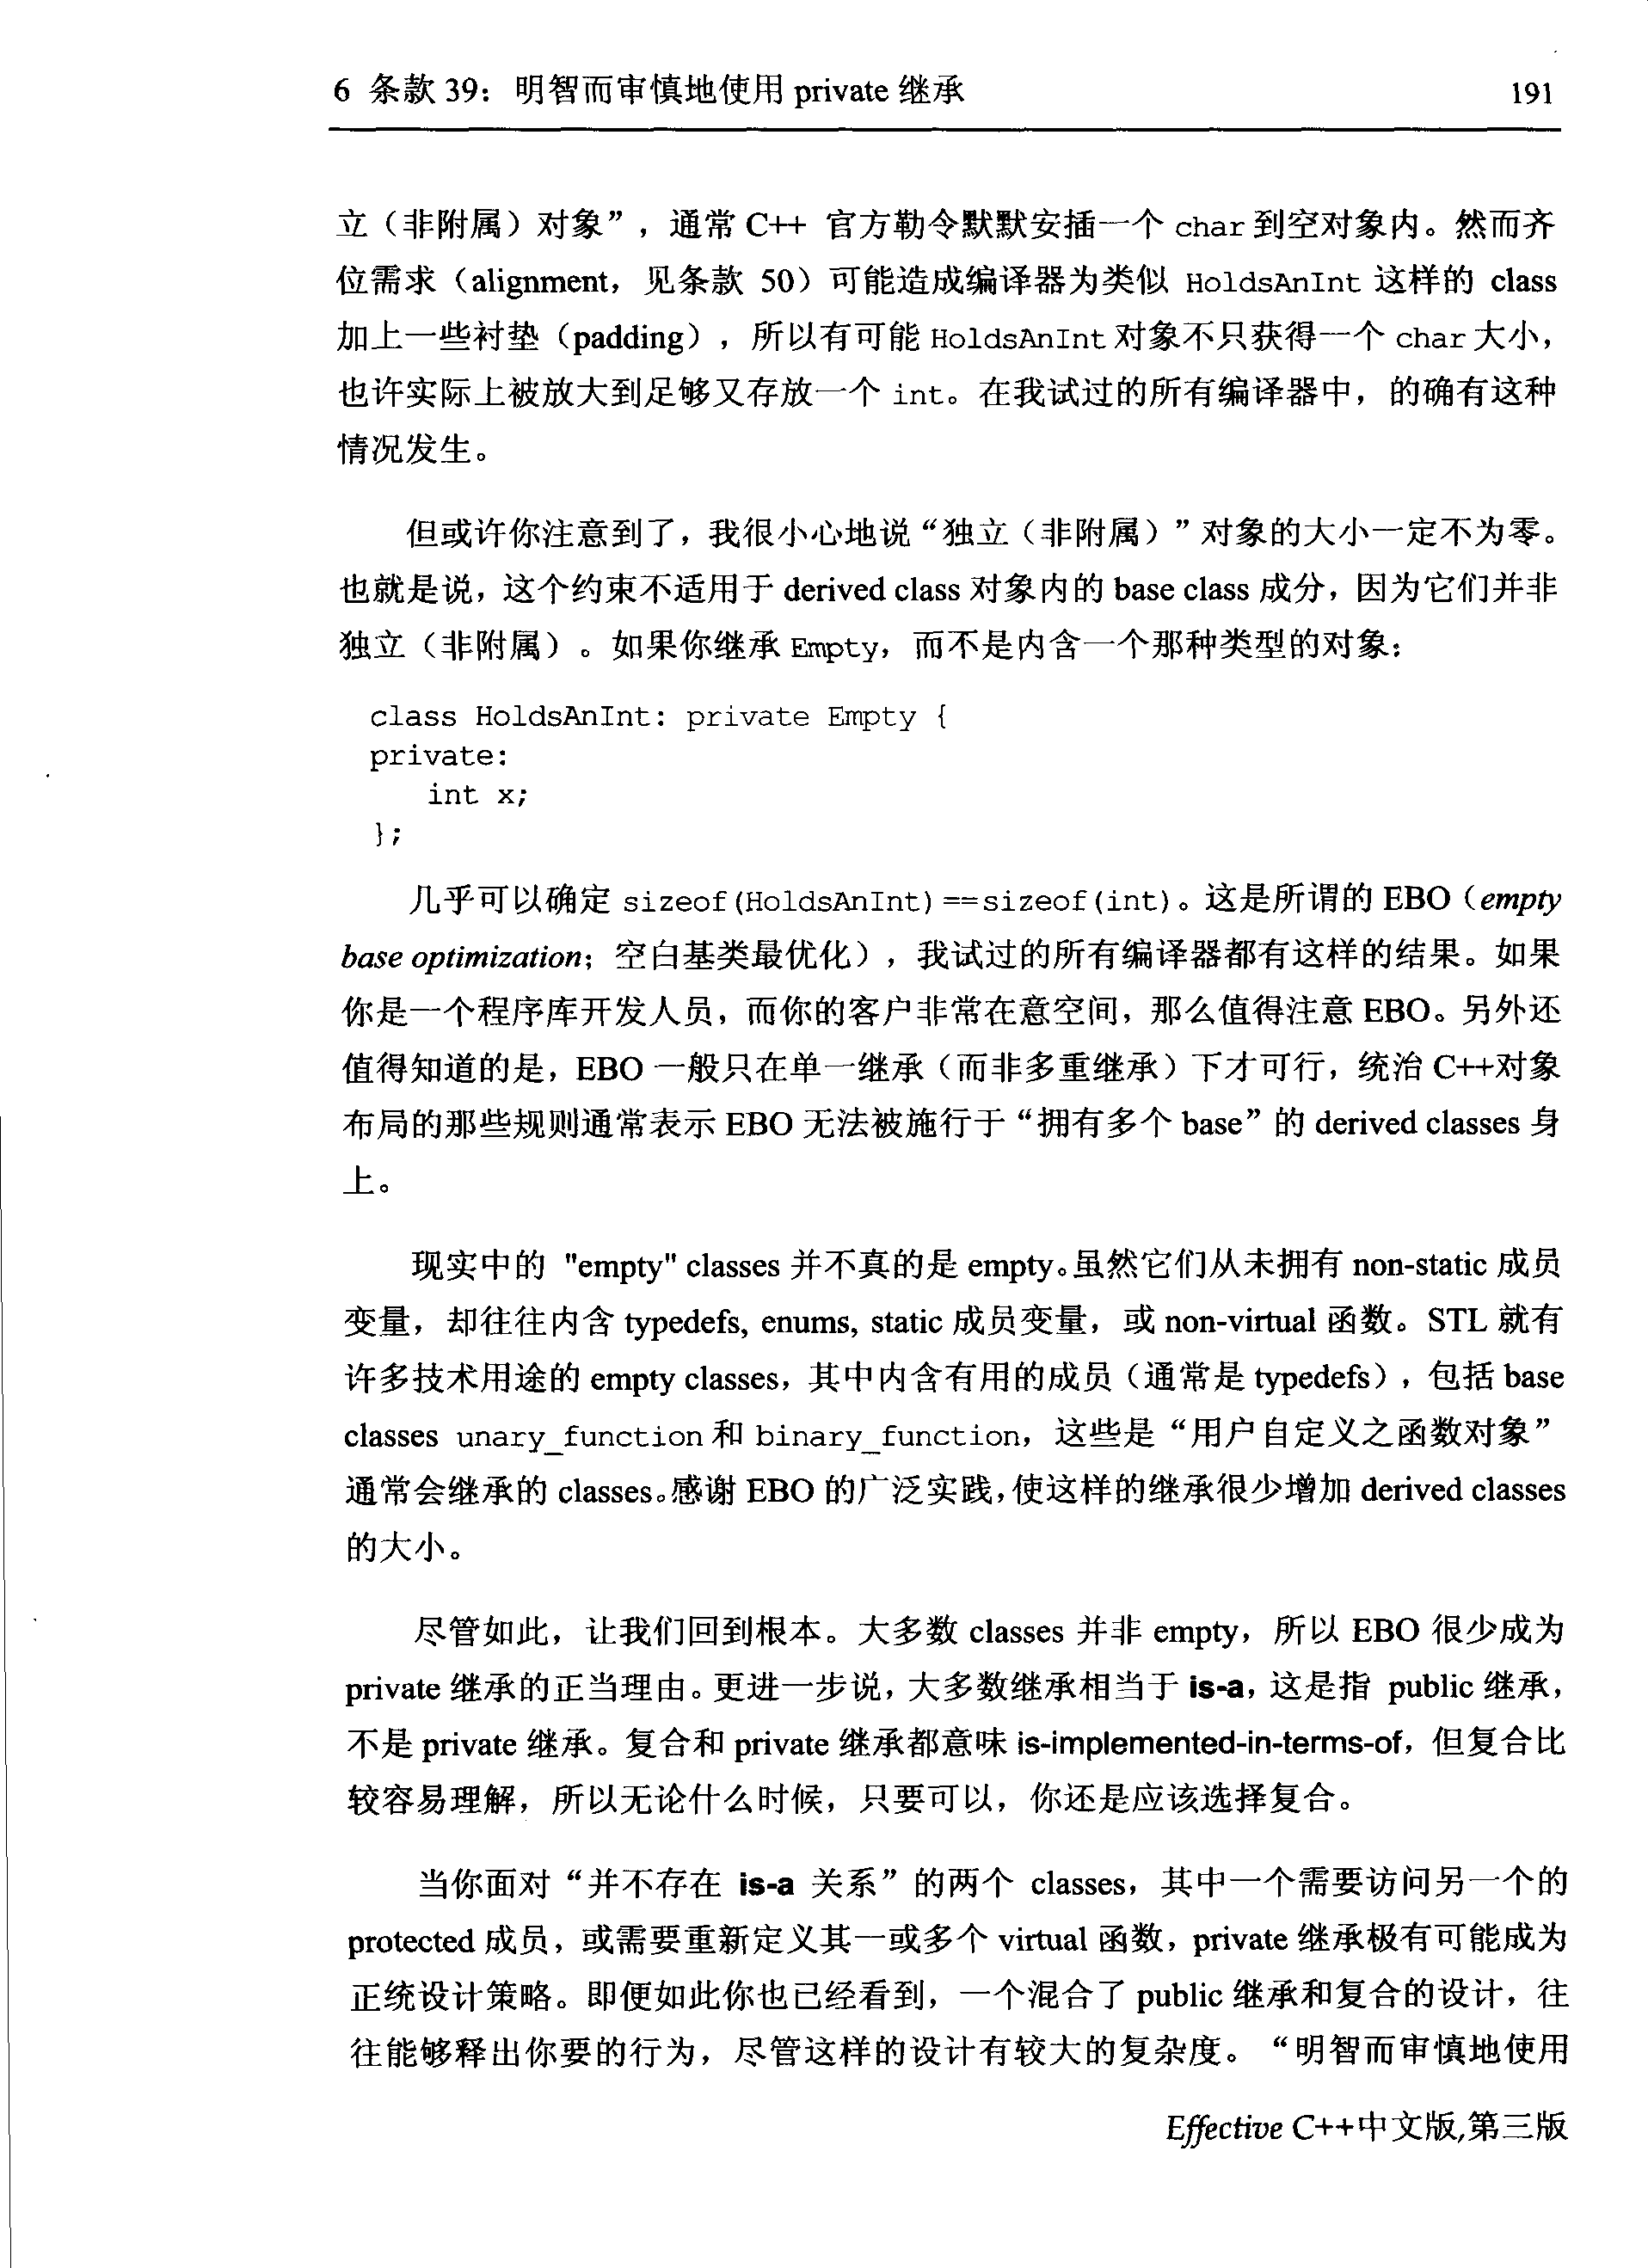 6 条款 39：明智而审慎地使用 private 继承 191
立（非附属）对象”，通常 C++ 官方勒令默默安插一个 char 到空对象内。然而齐
位需求（alignment，见条款 50）可能造成编译器为类似 HoldsAnInt 这样的 class
加上一些衬垫（padding），所以有可能 HoldsAnInt 对象不只获得一个 char 大小，
也许实际上被放大到足够又存放一个 int。在我试过的所有编译器中，的确有这种
情况发生。
但或许你注意到了，我很小心地说“独立（非附属）”对象的大小一定不为零。
也就是说，这个约束不适用于 derived class 对象内的 base class 成分，因为它们并非
独立（非附属）。如果你继承 Empty，而不是内含一个那种类型的对象：
class HoldsAnInt: private Empty {
private:
int x;
};
几乎可以确定 sizeof(HoldsAnInt)==sizeof(int)。这是所谓的 EBO（empty
base optimization；空白基类最优化），我试过的所有编译器都有这样的结果。如果
你是一个程序库开发人员，而你的客户非常在意空间，那么值得注意 EBO。另外还
值得知道的是，EBO 一般只在单一继承（而非多重继承）下才可行，统治 C++对象
布局的那些规则通常表示 EBO 无法被施行于“拥有多个 base”的 derived classes 身
上。
现实中的 "empty" classes 并不真的是 empty。虽然它们从未拥有 non-static 成员
变量，却往往内含 typedefs, enums, static 成员变量，或 non-virtual 函数。STL 就有
许多技术用途的 empty classes，其中内含有用的成员（通常是 typedefs），包括 base
classes unary_function 和 binary_function，这些是“用户自定义之函数对象”
通常会继承的 classes。感谢 EBO 的广泛实践，使这样的继承很少增加 derived classes
的大小。
尽管如此，让我们回到根本。大多数 classes 并非 empty，所以 EBO 很少成为
private 继承的正当理由。更进一步说，大多数继承相当于 is-a，这是指 public 继承，
不是 private 继承。复合和 private 继承都意味 is-implemented-in-terms-of，但复合比
较容易理解，所以无论什么时候，只要可以，你还是应该选择复合。
当你面对“并不存在 is-a 关系”的两个 classes，其中一个需要访问另一个的
protected 成员，或需要重新定义其一或多个 virtual 函数，private 继承极有可能成为
正统设计策略。即便如此你也已经看到，一个混合了 public 继承和复合的设计，往
往能够释出你要的行为，尽管这样的设计有较大的复杂度。“明智而审慎地使用
Effective C++中文版,第三版